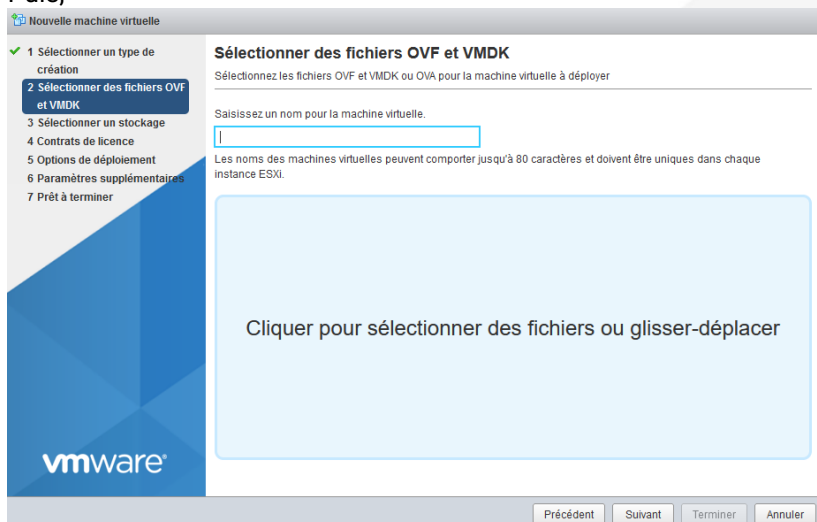 Nouvelle machine virtuelle
1 Sélectionner un type de
création
2 Sélectionner des fichiers OVF
et VMDK
3 Sélectionner un stockage
4 Contrats de licence
5 Options de déploiement
6 Paramètres supplémentaires
7 Prêt à terminer
Sélectionner des fichiers OVF et VMDK
Sélectionnez les fichiers OVF et VMDK ou OVA pour la machine virtuelle à déployer
Saisissez un nom pour la machine virtuelle.
Les noms des machines virtuelles peuvent comporter jusqu'à 80 caractères et doivent être uniques dans chaque
instance ESXi.
Cliquer pour sélectionner des fichiers ou glisser-déplacer
vmware®
Précédent Suivant Terminer Annuler